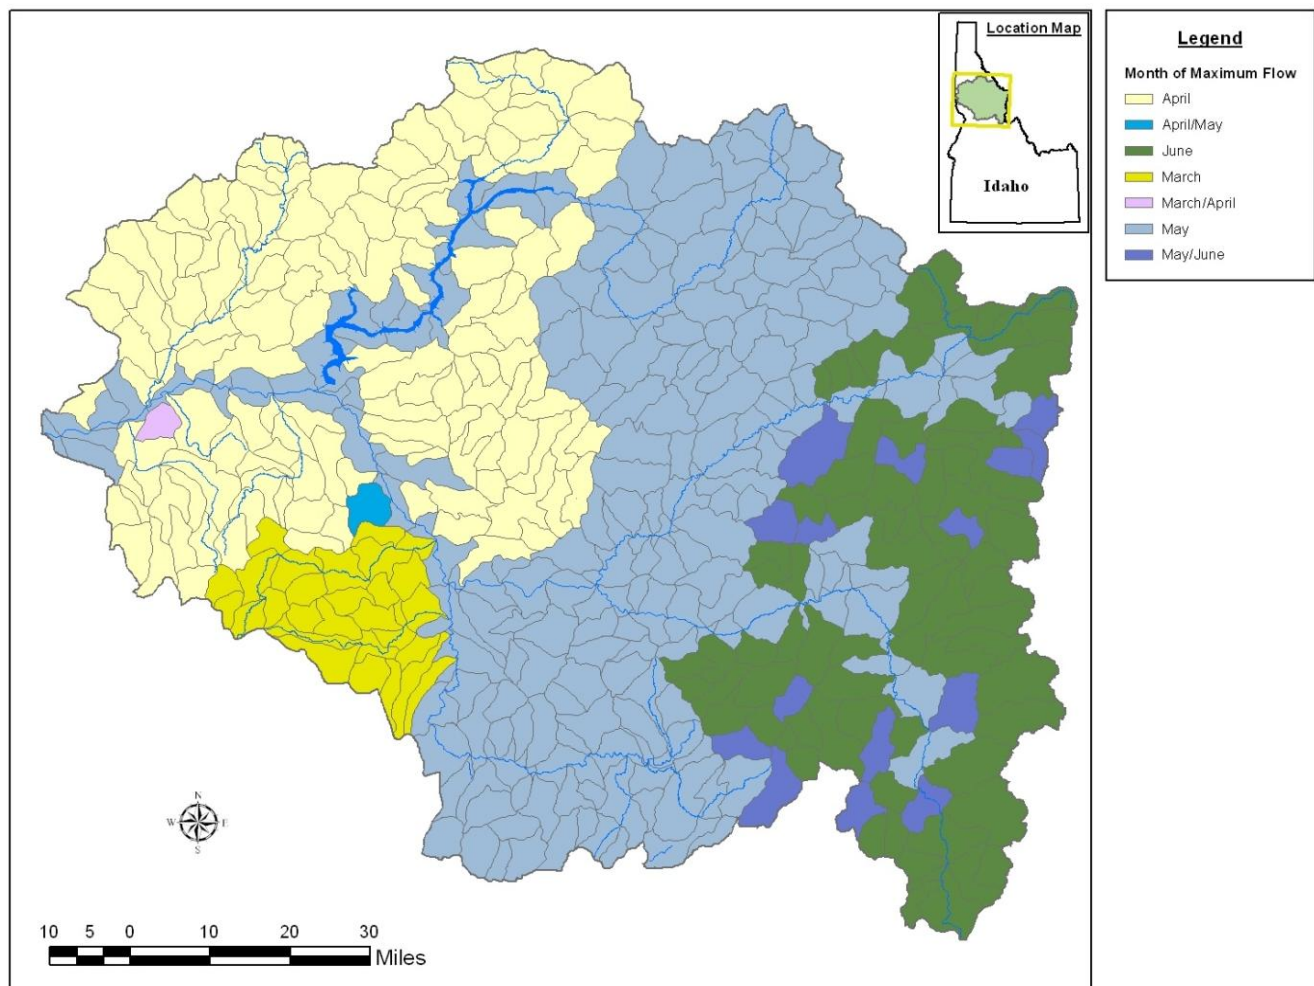 Location Map
Idaho
Legend
Month of Maximum Flow
April
April/May
June
March
March/April
May
May/June
N
W E
S
10 5 0 10 20 30
Miles